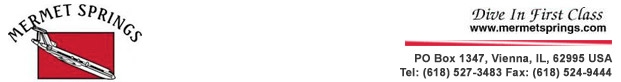 MERMET SPRINGS
Dive In First Class
www.mermetsprings.com
PO Box 1347, Vienna, IL, 62995 USA
Tel: (618) 527-3483 Fax: (618) 524-9444